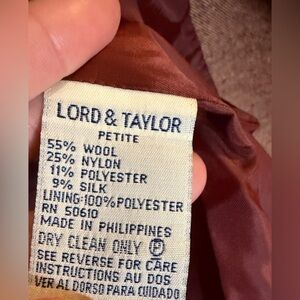 LORD & TAYLOR
PETITE
55% WOOL
25% NYLON
11% POLYESTER
9% SILK
LINING:100% POLYESTER
RN 50610
MADE IN PHILIPPINES
DRY CLEAN ONLY Ⓟ
SEE REVERSE FOR CARE
INSTRUCTIONS AU DOS
VER AL DORSO PARA CUIDADO